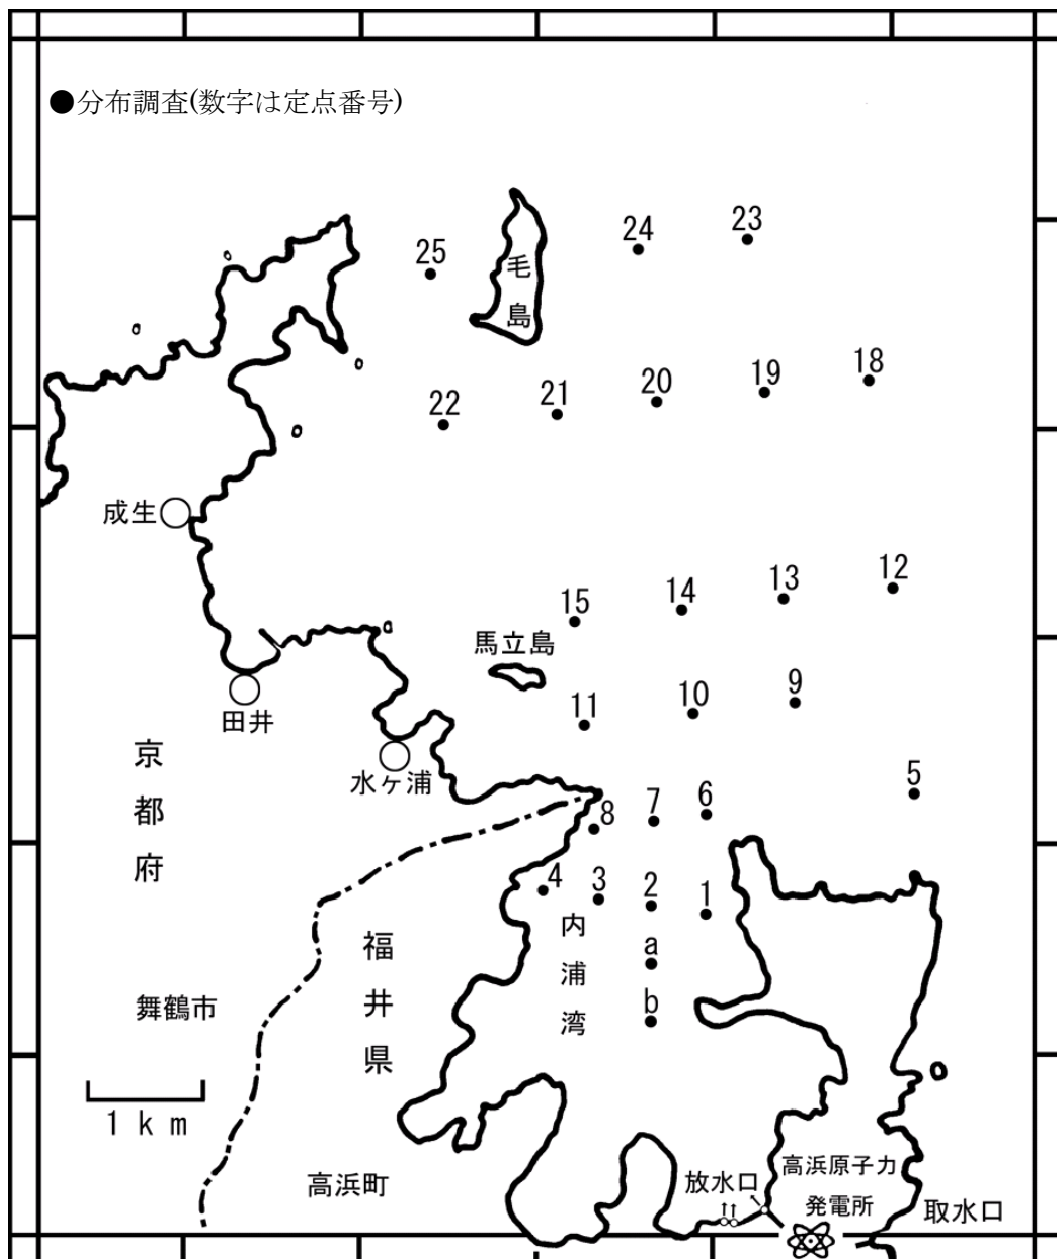 ●分布調査(数字は定点番号)
23
24
25
毛
島
18
19
20
21
22
成生
12
13
14
15
馬立島
9
10
11
田井
京
都
府
水ヶ浦
5
6
7
8
4
3
2
1
内
浦
湾
a
b
福
井
県
舞鶴市
1km
高浜町
放水口
高浜原子力
発電所
取水口